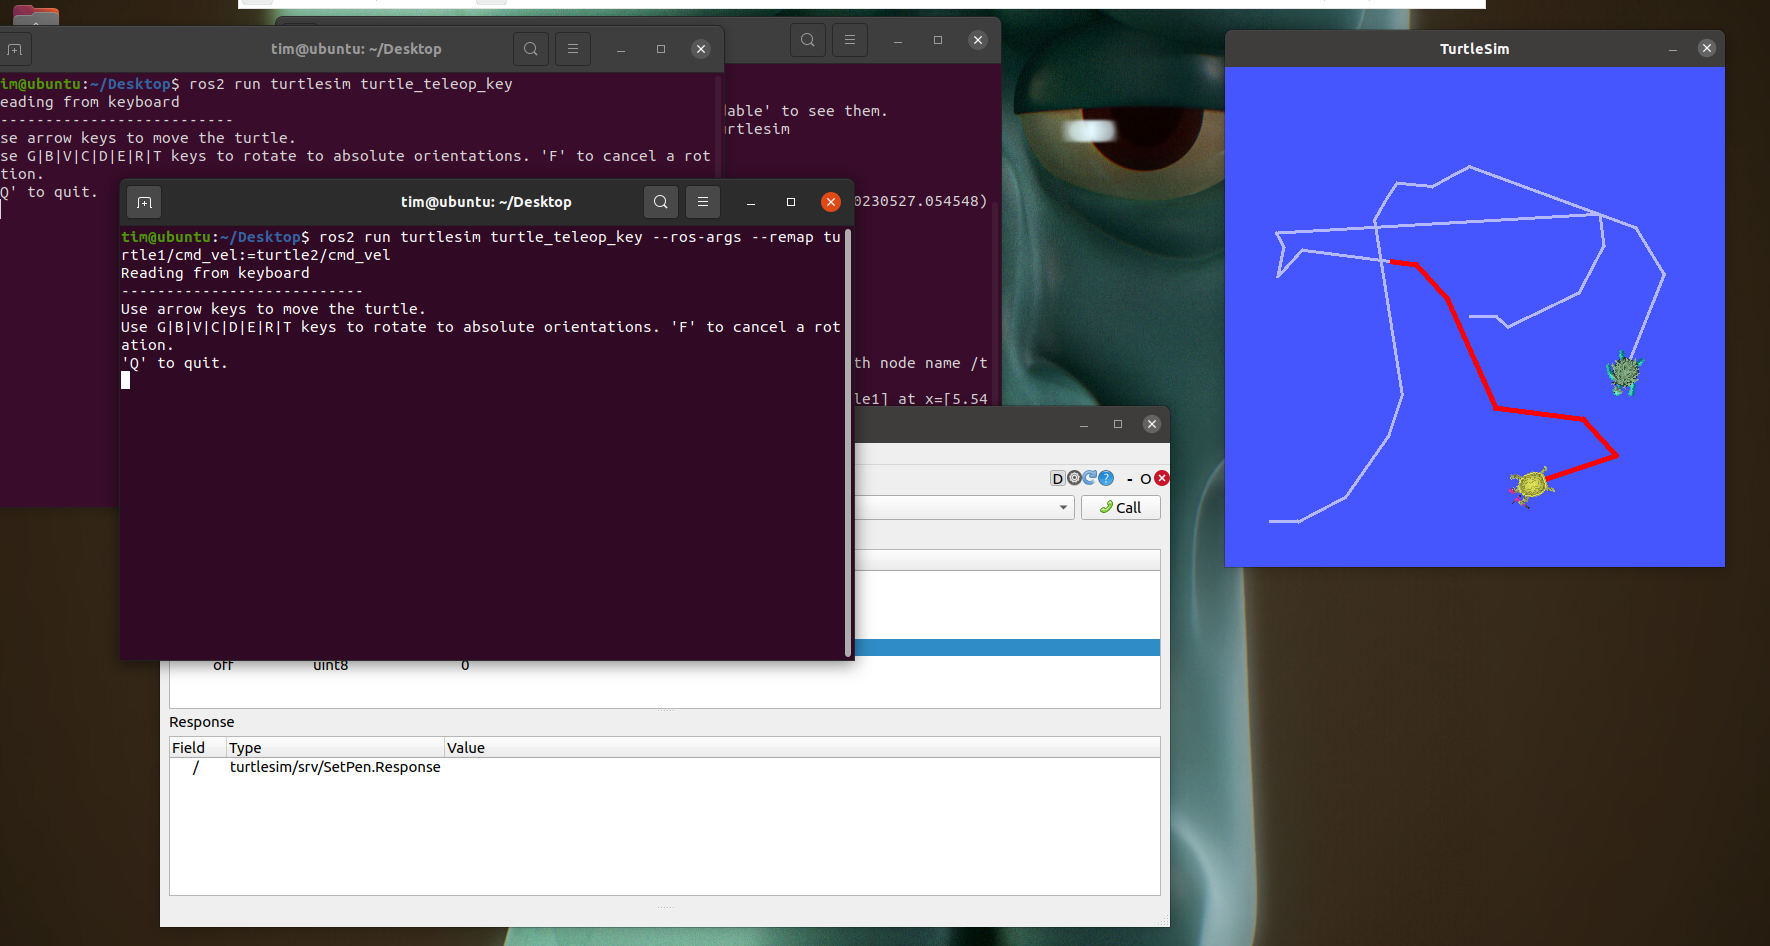 tim@ubuntu: ~/Desktop
im@ubuntu:~/Desktop$ ros2 run turtlesim turtle_teleop_key
eading from keyboard
--------------------------
se arrow keys to move the turtle.
se G|B|V|C|D|E|R|T keys to rotate to absolute orientations. 'F' to cancel a rot
tion.
Q' to quit.
lable' to see them.
urtlesim
0230527.054548)
th node name /t
le1] at x=[5.54
tim@ubuntu: ~/Desktop
tim@ubuntu:~/Desktop$ ros2 run turtlesim turtle_teleop_key --ros-args --remap tu
rtle1/cmd_vel:=turtle2/cmd_vel
Reading from keyboard
---------------------------
Use arrow keys to move the turtle.
Use G|B|V|C|D|E|R|T keys to rotate to absolute orientations. 'F' to cancel a rot
ation.
'Q' to quit.
TurtleSim
D ? - O
Call
off uint8 0
Response
Field Type Value
/ turtlesim/srv/SetPen.Response